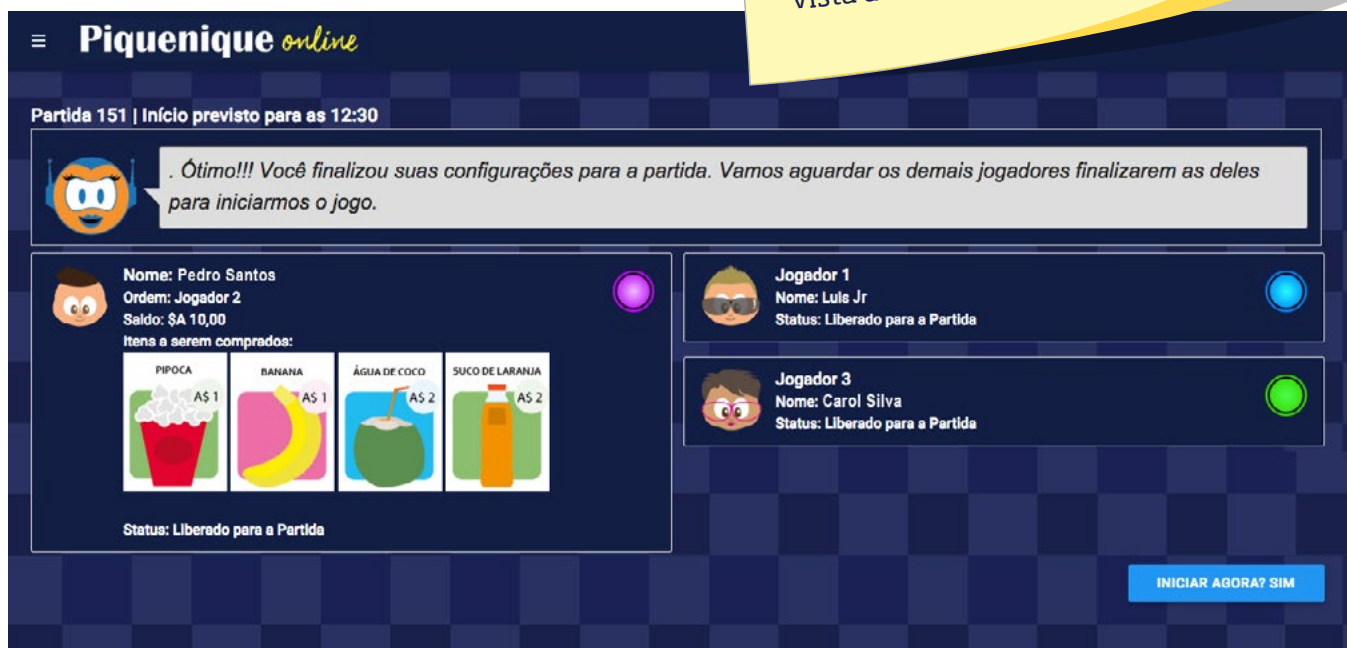 Piquenique online
Partida 151 | Início previsto para as 12:30
. Ótimo!!! Você finalizou suas configurações para a partida. Vamos aguardar os demais jogadores finalizarem as deles
para iniciarmos o jogo.
Nome: Pedro Santos
Ordem: Jogador 2
Saldo: $A 10,00
Itens a serem comprados:
PIPOCA
A$ 1
BANANA
A$ 1
ÁGUA DE COCO
A$ 2
SUCO DE LARANJA
A$ 2
Status: Liberado para a Partida
Jogador 1
Nome: Luis Jr
Status: Liberado para a Partida
Jogador 3
Nome: Carol Silva
Status: Liberado para a Partida
INICIAR AGORA? SIM